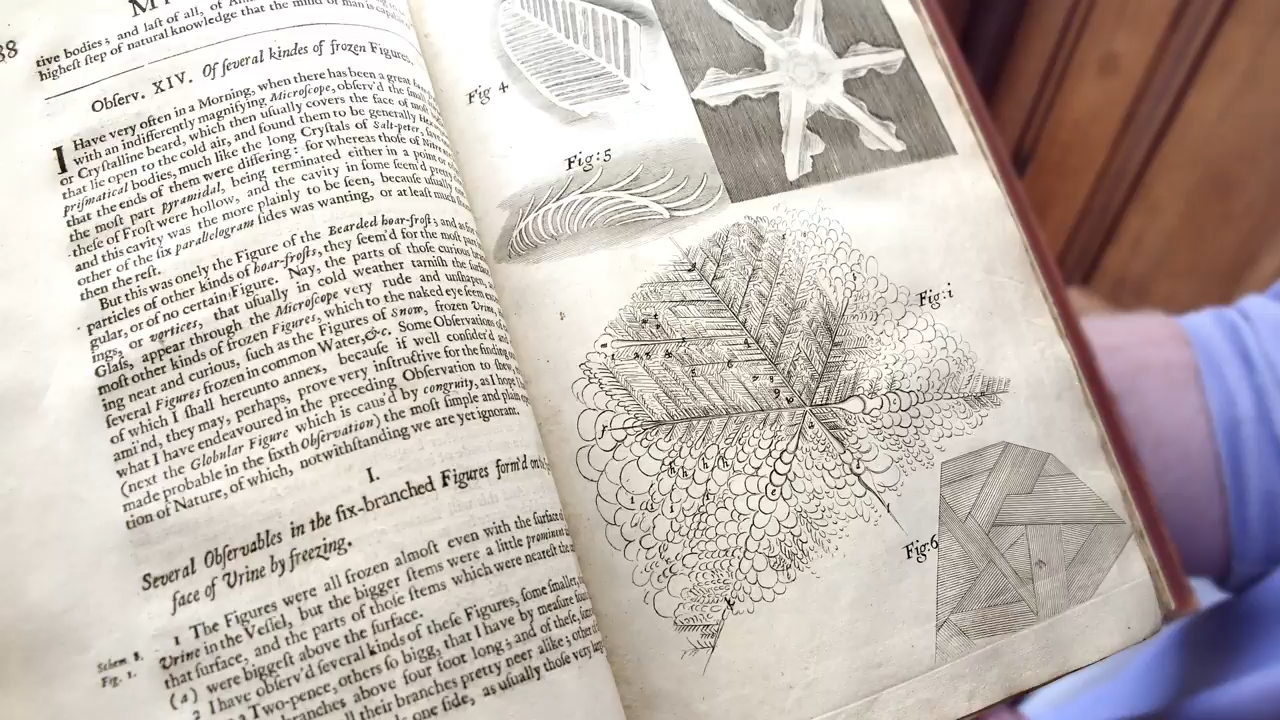 88
tive bodies; and laſt of all, of
higheſt ſtep of natural knowledge that the mind of man is
Obſerv. XIV. Of ſeveral kindes of frozen Figures.
I Have very often in a Morning, when there has been a great
with an indifferently magnifying Microſcope, obſerv'd the ſmall
or Cryſtalline beard, which then uſually covers the face of moſt
that lie open to the cold air, and found them to be generally
priſmatical bodies, much like the long Cryſtals of Salt-peter,
that the ends of them were differing: for whereas thoſe of
the moſt part pyramidal, being terminated either in a point or
theſe of Froſt were hollow, and the cavity in ſome ſeem'd
and this cavity was the more plainly to be ſeen, becauſe uſually
other of the ſix parallelogram ſides was wanting, or at leaſt much
then the reſt.
But this was onely the Figure of the Bearded hoar-froſt; and as
particles of other kinds of hoar-froſts, they ſeem'd for the moſt
gular, or of no certain Figure. Nay, the parts of thoſe curious
ings, or vortices, that uſually in cold weather tarniſh the ſurface
Glaſs, appear through the Microſcope very rude and unſhapen,
moſt other kinds of frozen Figures, which to the naked eye ſeem
ing neat and curious, ſuch as the Figures of Snow, frozen Urine,
ſeveral Figures frozen in common Water, &c. Some Obſervations
of which I ſhall hereunto annex, becauſe if well conſider'd and
amin'd, they may, perhaps, prove very inſtructive for the finding
what I have endeavoured in the preceding Obſervation to
(next the Globular Figure which is caus'd by congruity, as I hope
made probable in the ſixth Obſervation) the moſt ſimple and plain
tion of Nature, of which, notwithſtanding we are yet ignorant.
I.
Several Obſervables in the ſix-branched Figures form'd on
face of Urine by freezing.
1 The Figures were all frozen almoſt even with the ſurface
Urine in the Veſſel, but the bigger ſtems were a little prominent
that ſurface, and the parts of thoſe ſtems which were neareſt the
(a) were biggeſt above the ſurface.
2 I have obſerv'd ſeveral kinds of theſe Figures, ſome ſmaller,
Two-pence, others ſo bigg, that I have by meaſure
branches above four foot long; and of theſe,
their branches pretty neer alike; other
one ſide, as uſually thoſe very
Schem. 8.
Fig. 1.
Fig 4
Fig:5
Fig:i
Fig:6